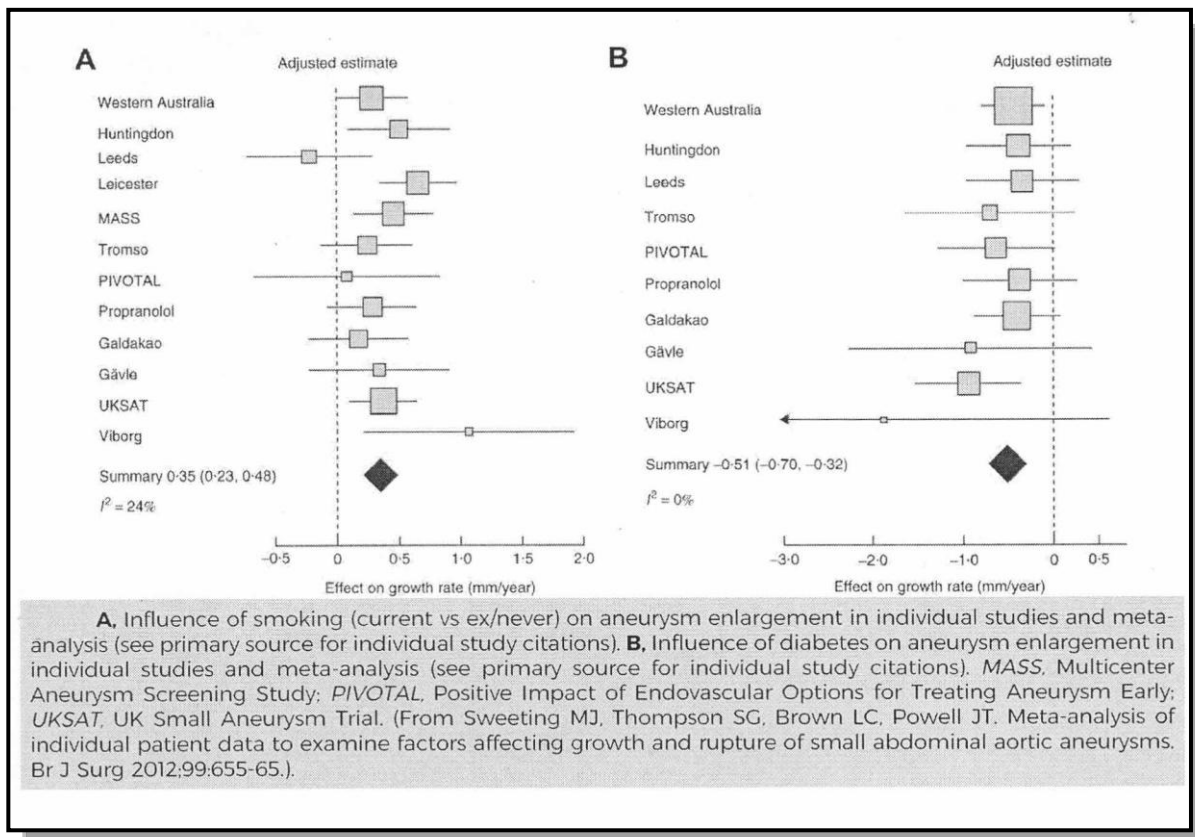 A
Adjusted estimate
Western Australia
Huntingdon
Leeds
Leicester
MASS
Tromso
PIVOTAL
Propranolol
Galdakao
Gävle
UKSAT
Viborg
Summary 0·35 (0·23, 0·48)
I² = 24%
−0·5 0 0·5 1·0 1·5 2·0
Effect on growth rate (mm/year)
B
Adjusted estimate
Western Australia
Huntingdon
Leeds
Tromso
PIVOTAL
Propranolol
Galdakao
Gävle
UKSAT
Viborg
Summary −0·51 (−0·70, −0·32)
I² = 0%
−3·0 −2·0 −1·0 0 0·5
Effect on growth rate (mm/year)
A, Influence of smoking (current vs ex/never) on aneurysm enlargement in individual studies and meta-
analysis (see primary source for individual study citations). B, Influence of diabetes on aneurysm enlargement in
individual studies and meta-analysis (see primary source for individual study citations). MASS, Multicenter
Aneurysm Screening Study; PIVOTAL, Positive Impact of Endovascular Options for Treating Aneurysm Early;
UKSAT, UK Small Aneurysm Trial. (From Sweeting MJ, Thompson SG, Brown LC, Powell JT. Meta-analysis of
individual patient data to examine factors affecting growth and rupture of small abdominal aortic aneurysms.
Br J Surg 2012;99:655-65.).